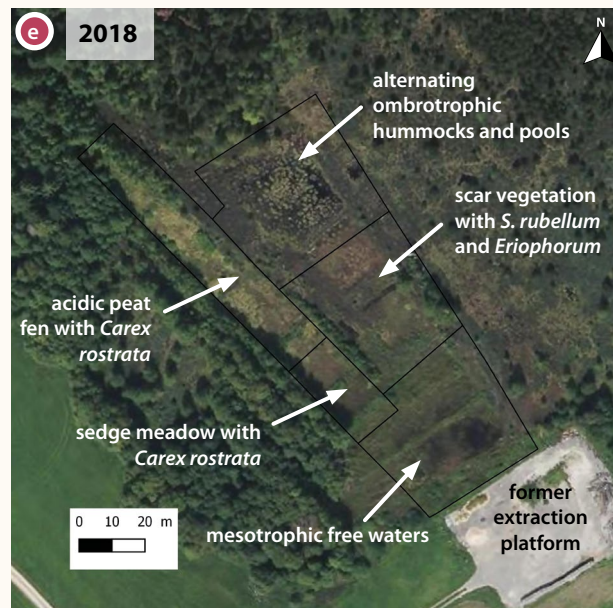 e 2018
N
alternating
ombrotrophic
hummocks and pools
scar vegetation
with S. rubellum
and Eriophorum
acidic peat
fen with Carex
rostrata
sedge meadow with
Carex rostrata
mesotrophic free waters
former
extraction
platform
0 10 20 m